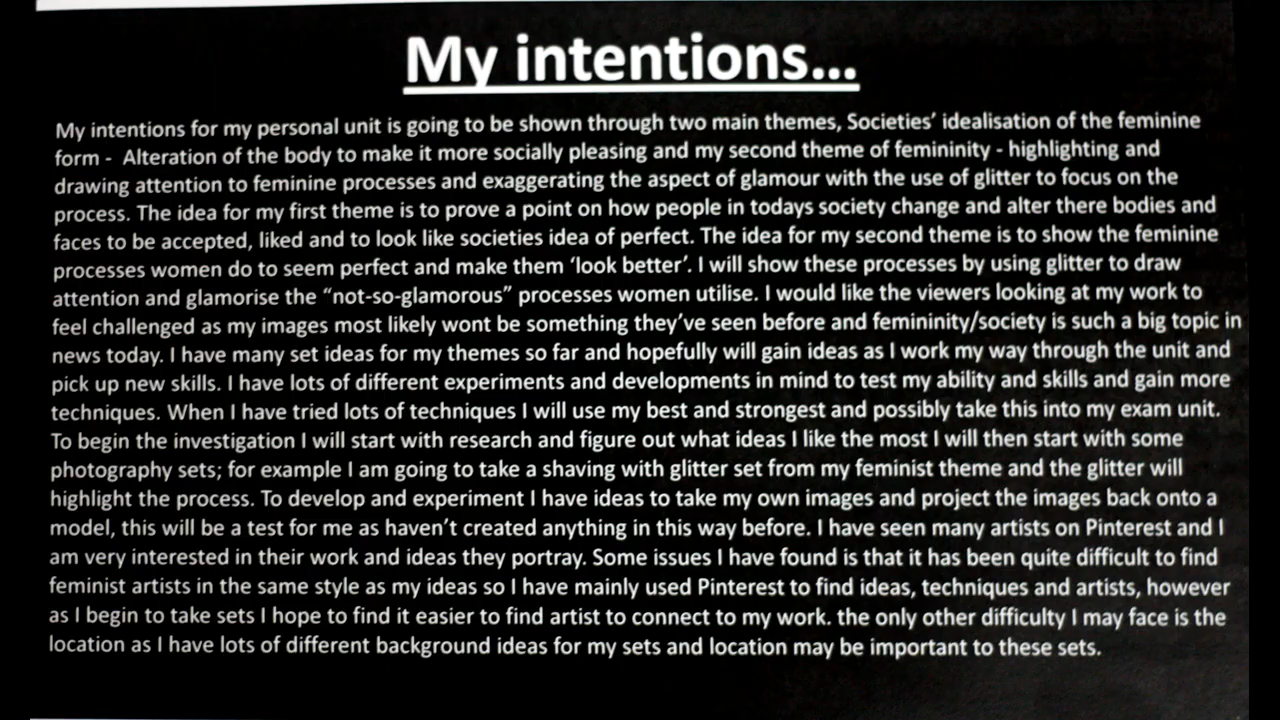 My intentions...
My intentions for my personal unit is going to be shown through two main themes, Societies' idealisation of the feminine
form -  Alteration of the body to make it more socially pleasing and my second theme of femininity - highlighting and
drawing attention to feminine processes and exaggerating the aspect of glamour with the use of glitter to focus on the
process. The idea for my first theme is to prove a point on how people in todays society change and alter there bodies and
faces to be accepted, liked and to look like societies idea of perfect. The idea for my second theme is to show the feminine
processes women do to seem perfect and make them 'look better'. I will show these processes by using glitter to draw
attention and glamorise the "not-so-glamorous" processes women utilise. I would like the viewers looking at my work to
feel challenged as my images most likely wont be something they've seen before and femininity/society is such a big topic in
news today. I have many set ideas for my themes so far and hopefully will gain ideas as I work my way through the unit and
pick up new skills. I have lots of different experiments and developments in mind to test my ability and skills and gain more
techniques. When I have tried lots of techniques I will use my best and strongest and possibly take this into my exam unit.
To begin the investigation I will start with research and figure out what ideas I like the most I will then start with some
photography sets; for example I am going to take a shaving with glitter set from my feminist theme and the glitter will
highlight the process. To develop and experiment I have ideas to take my own images and project the images back onto a
model, this will be a test for me as haven't created anything in this way before. I have seen many artists on Pinterest and I
am very interested in their work and ideas they portray. Some issues I have found is that it has been quite difficult to find
feminist artists in the same style as my ideas so I have mainly used Pinterest to find ideas, techniques and artists, however
as I begin to take sets I hope to find it easier to find artist to connect to my work. the only other difficulty I may face is the
location as I have lots of different background ideas for my sets and location may be important to these sets.